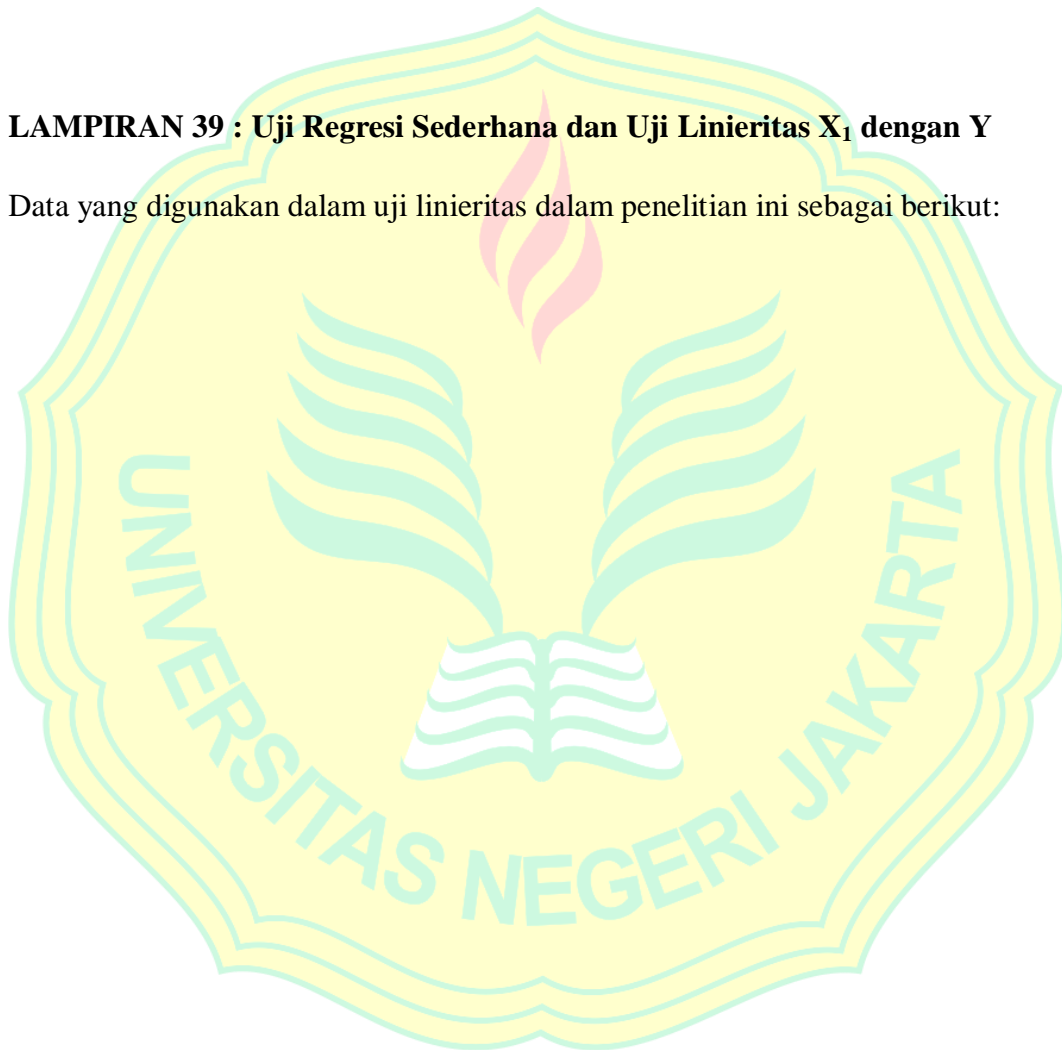 LAMPIRAN 39 : Uji Regresi Sederhana dan Uji Linieritas X₁ dengan Y
Data yang digunakan dalam uji linieritas dalam penelitian ini sebagai berikut:
UNIVERSITAS NEGERI JAKARTA